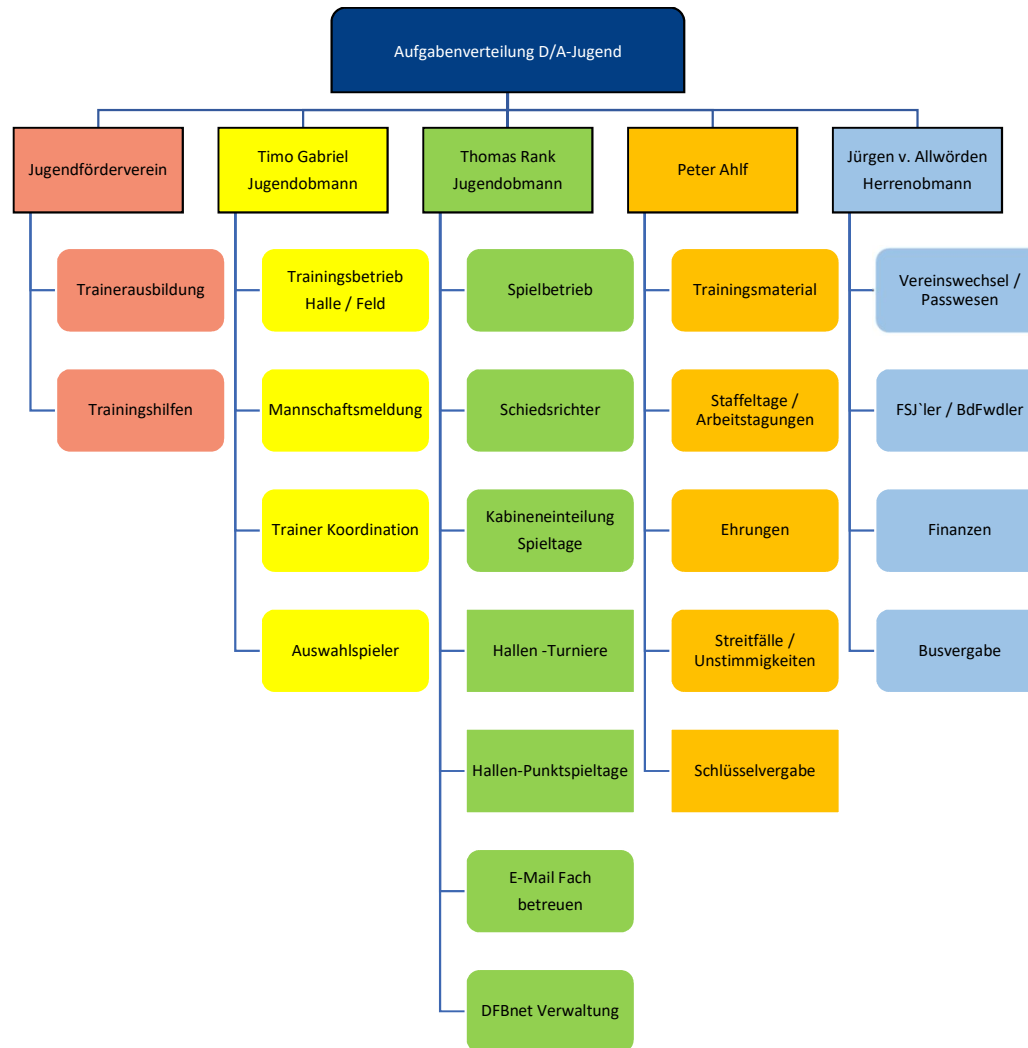 Aufgabenverteilung D/A-Jugend
Jugendförderverein
Timo Gabriel
Jugendobmann
Thomas Rank
Jugendobmann
Peter Ahlf
Jürgen v. Allwörden
Herrenobmann
Trainerausbildung
Trainingshilfen
Trainingsbetrieb
Halle / Feld
Mannschaftsmeldung
Trainer Koordination
Auswahlspieler
Spielbetrieb
Schiedsrichter
Kabineneinteilung
Spieltage
Hallen -Turniere
Hallen-Punktspieltage
E-Mail Fach
betreuen
DFBnet Verwaltung
Trainingsmaterial
Staffeltage /
Arbeitstagungen
Ehrungen
Streitfälle /
Unstimmigkeiten
Schlüsselvergabe
Vereinswechsel /
Passwesen
FSJ`ler / BdFwdler
Finanzen
Busvergabe